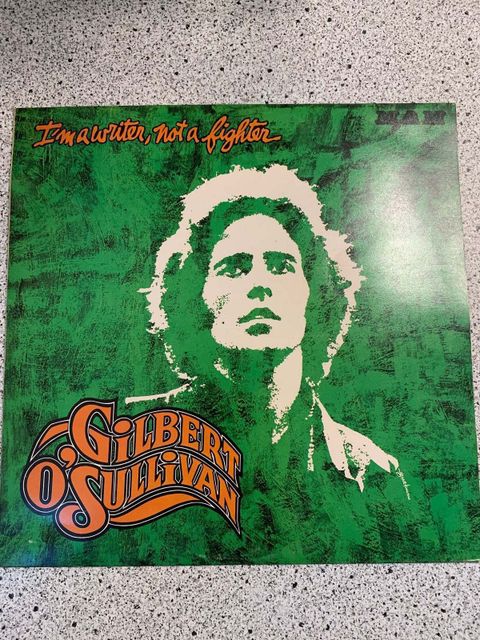 I'm a writer, not a fighter
MAM
GILBERT
O'SULLIVAN